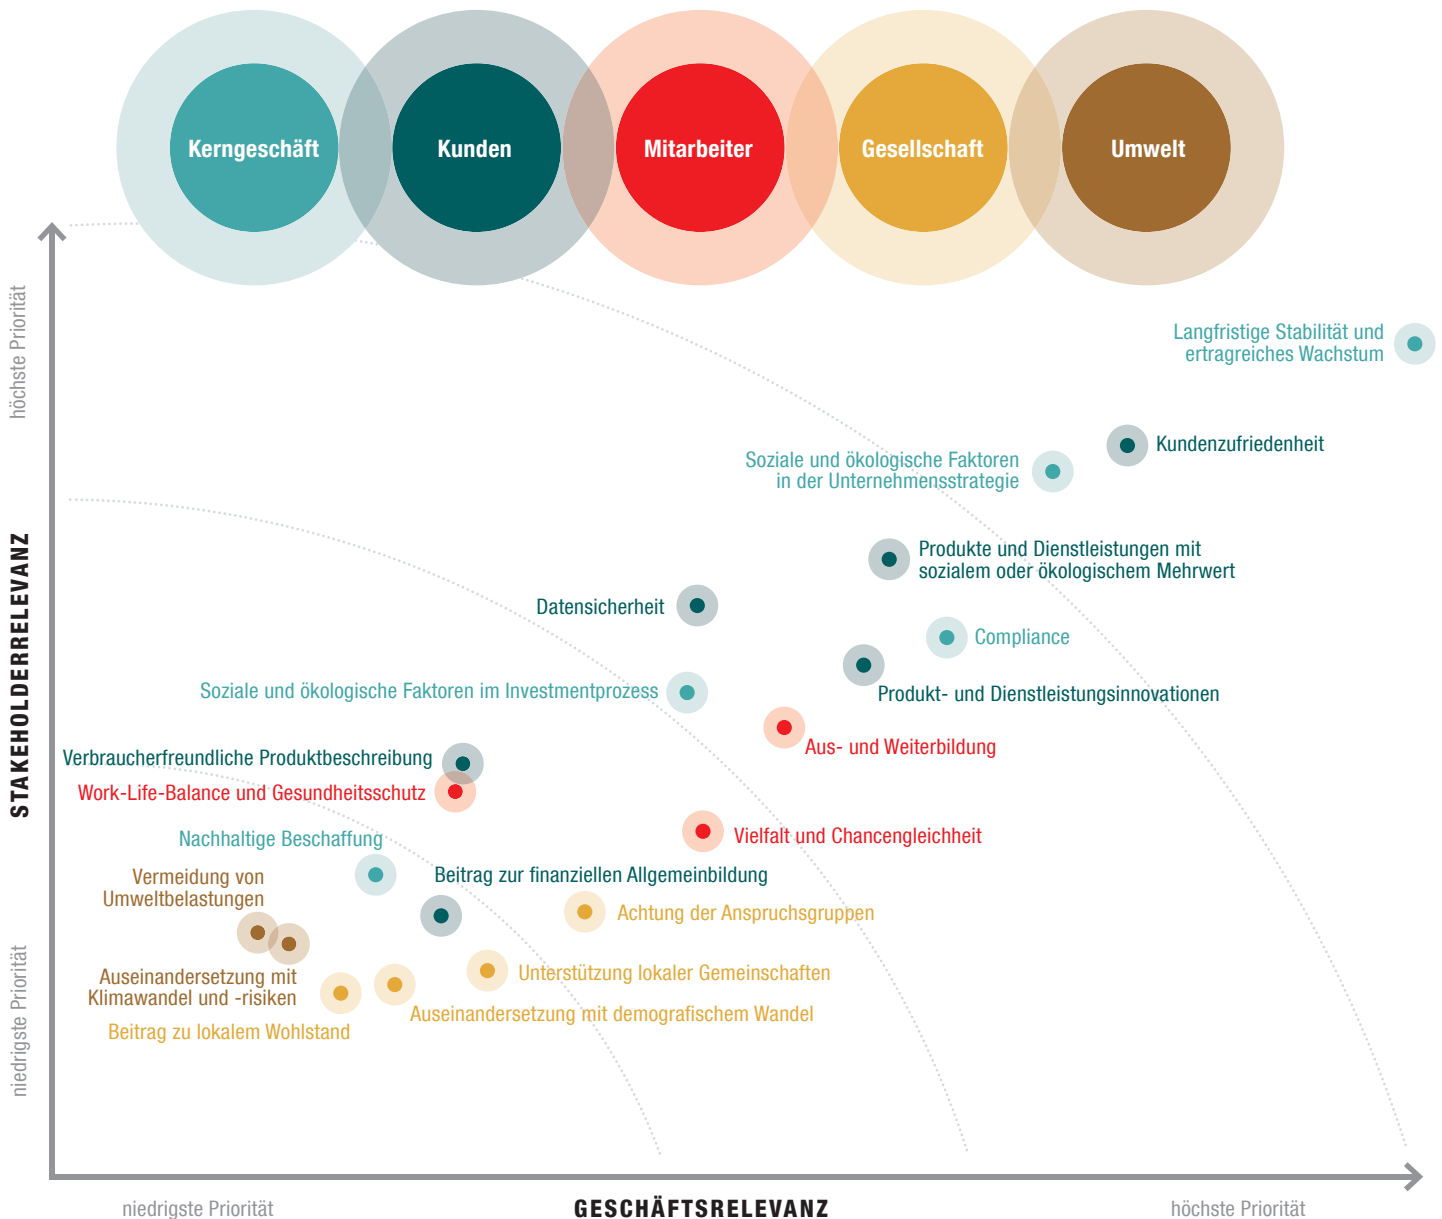 Kerngeschäft
Kunden
Mitarbeiter
Gesellschaft
Umwelt
höchste Priorität
STAKEHOLDERRELEVANZ
niedrigste Priorität
Langfristige Stabilität und
ertragreiches Wachstum
Kundenzufriedenheit
Soziale und ökologische Faktoren
in der Unternehmensstrategie
Produkte und Dienstleistungen mit
sozialem oder ökologischem Mehrwert
Datensicherheit
Compliance
Soziale und ökologische Faktoren im Investmentprozess
Produkt- und Dienstleistungsinnovationen
Aus- und Weiterbildung
Verbraucherfreundliche Produktbeschreibung
Work-Life-Balance und Gesundheitsschutz
Vielfalt und Chancengleichheit
Nachhaltige Beschaffung
Beitrag zur finanziellen Allgemeinbildung
Vermeidung von
Umweltbelastungen
Achtung der Anspruchsgruppen
Unterstützung lokaler Gemeinschaften
Auseinandersetzung mit
Klimawandel und -risiken
Auseinandersetzung mit demografischem Wandel
Beitrag zu lokalem Wohlstand
niedrigste Priorität
GESCHÄFTSRELEVANZ
höchste Priorität